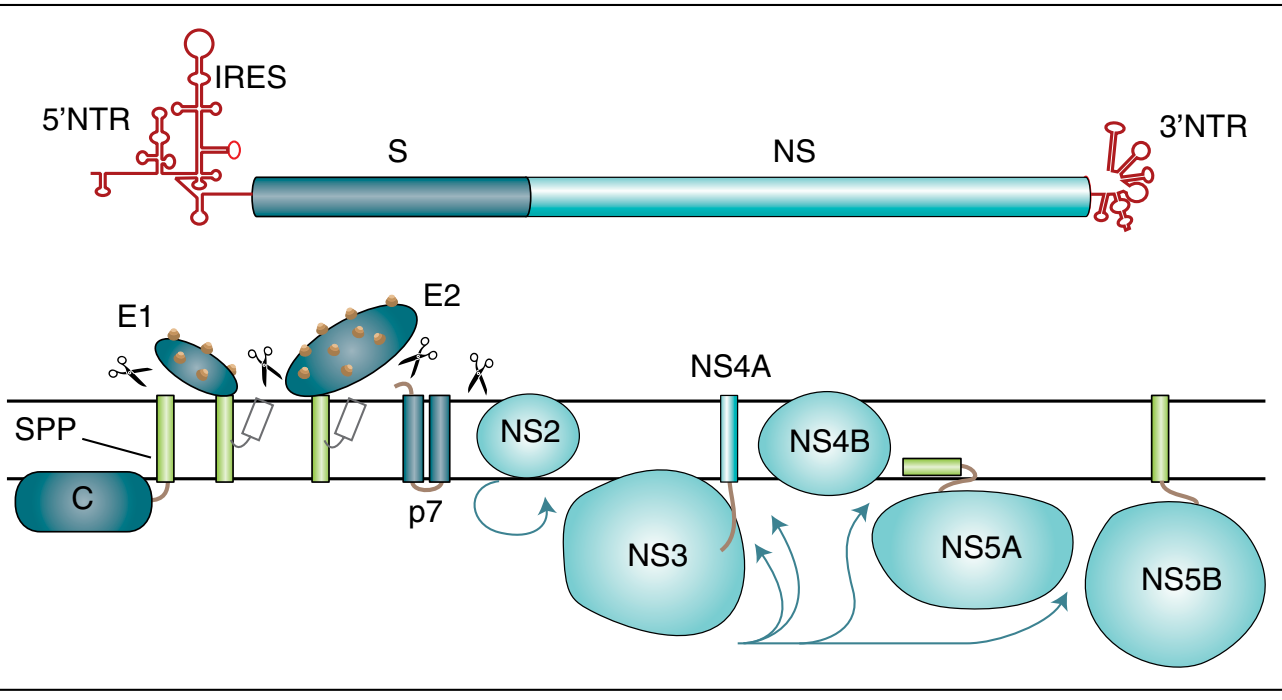 IRES
5’NTR
3’NTR
S
NS
E1
E2
NS4A
SPP
NS2
NS4B
C
p7
NS3
NS5A
NS5B